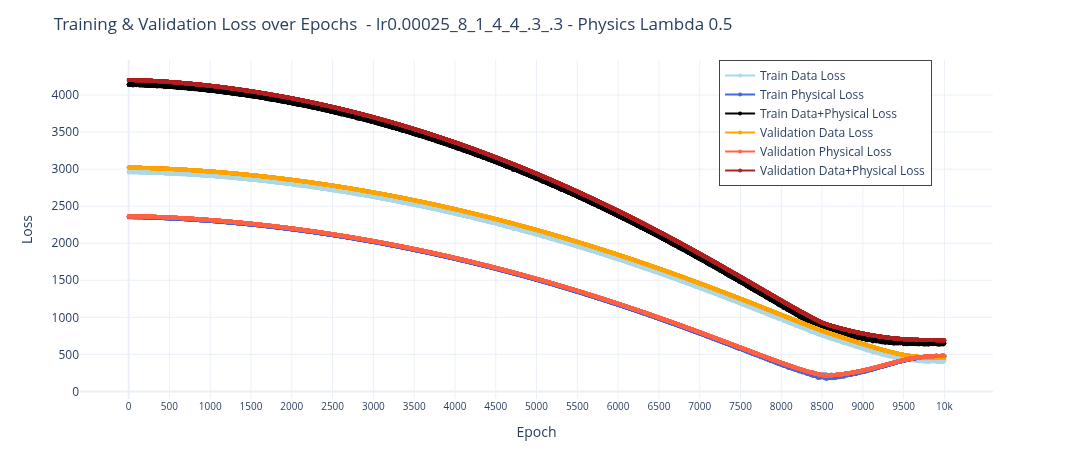 Training & Validation Loss over Epochs  - lr0.00025_8_1_4_4_.3_.3 - Physics Lambda 0.5
Train Data Loss
Train Physical Loss
Train Data+Physical Loss
Validation Data Loss
Validation Physical Loss
Validation Data+Physical Loss
Loss
4000
3500
3000
2500
2000
1500
1000
500
0
0 500 1000 1500 2000 2500 3000 3500 4000 4500 5000 5500 6000 6500 7000 7500 8000 8500 9000 9500 10k
Epoch